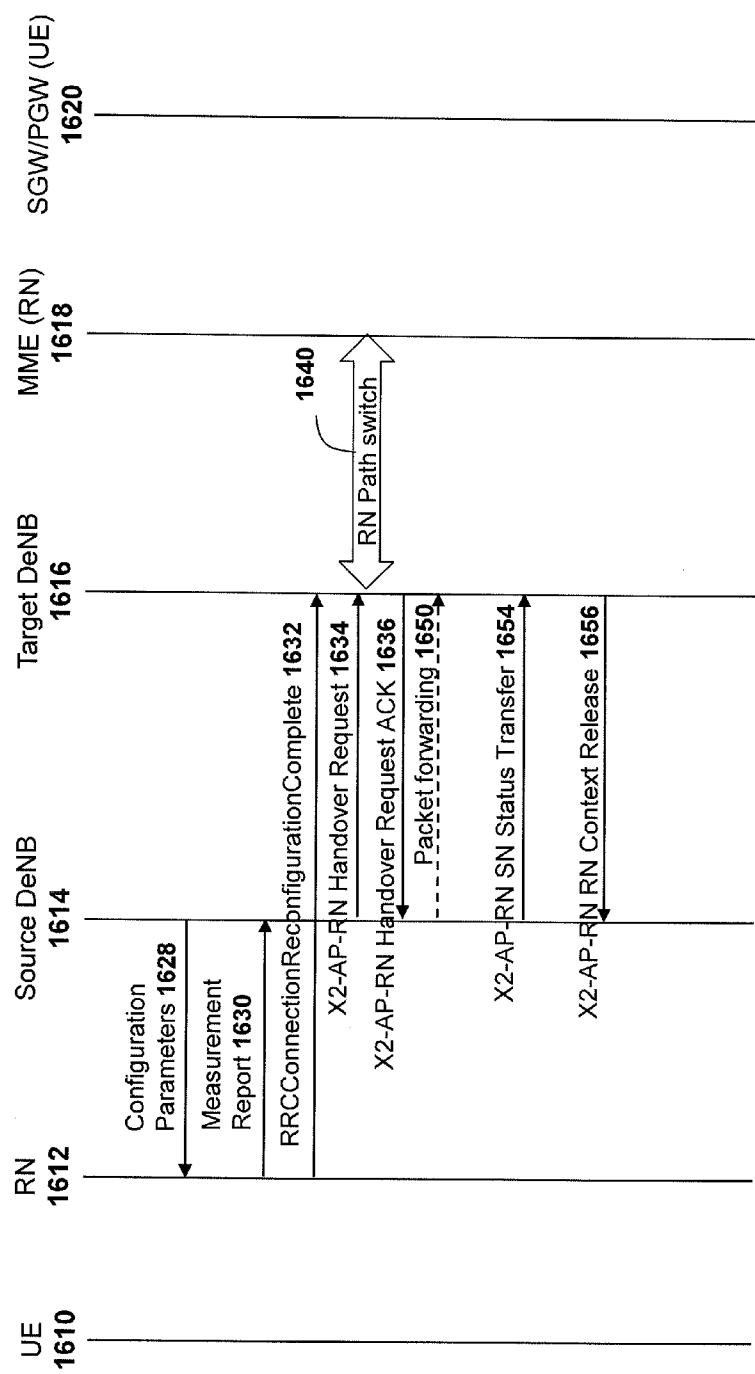 UE
1610
RN
1612
Source DeNB
1614
Target DeNB
1616
MME (RN)
1618
SGW/PGW (UE)
1620
Configuration
Parameters 1628
Measurement
Report 1630
RRCConnectionReconfigurationComplete 1632
X2-AP-RN Handover Request 1634
1640
RN Path switch
X2-AP-RN Handover Request ACK 1636
Packet forwarding 1650
X2-AP-RN SN Status Transfer 1654
X2-AP-RN RN Context Release 1656